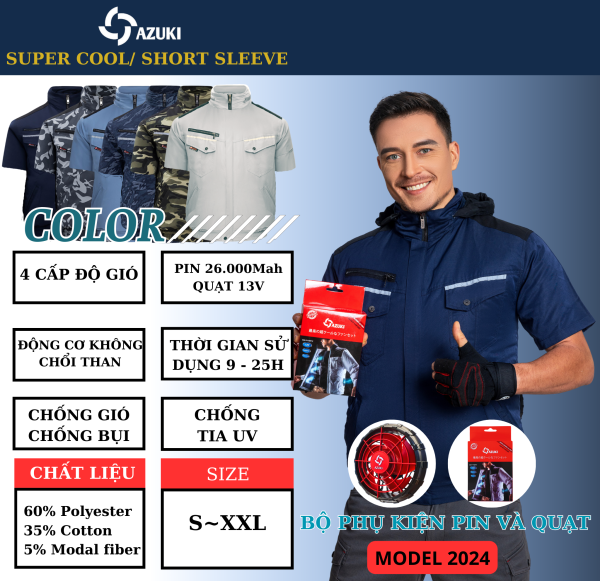 AZUKI
SUPER COOL/ SHORT SLEEVE
COLOR
4 CẤP ĐỘ GIÓ
PIN 26.000Mah
QUẠT 13V
ĐỘNG CƠ KHÔNG
CHỔI THAN
THỜI GIAN SỬ
DỤNG 9 - 25H
CHỐNG GIÓ
CHỐNG BỤI
CHỐNG
TIA UV
CHẤT LIỆU
SIZE
60% Polyester
35% Cotton
5% Modal fiber
S~XXL
AZUKI
BỘ PHỤ KIỆN PIN VÀ QUẠT
MODEL 2024